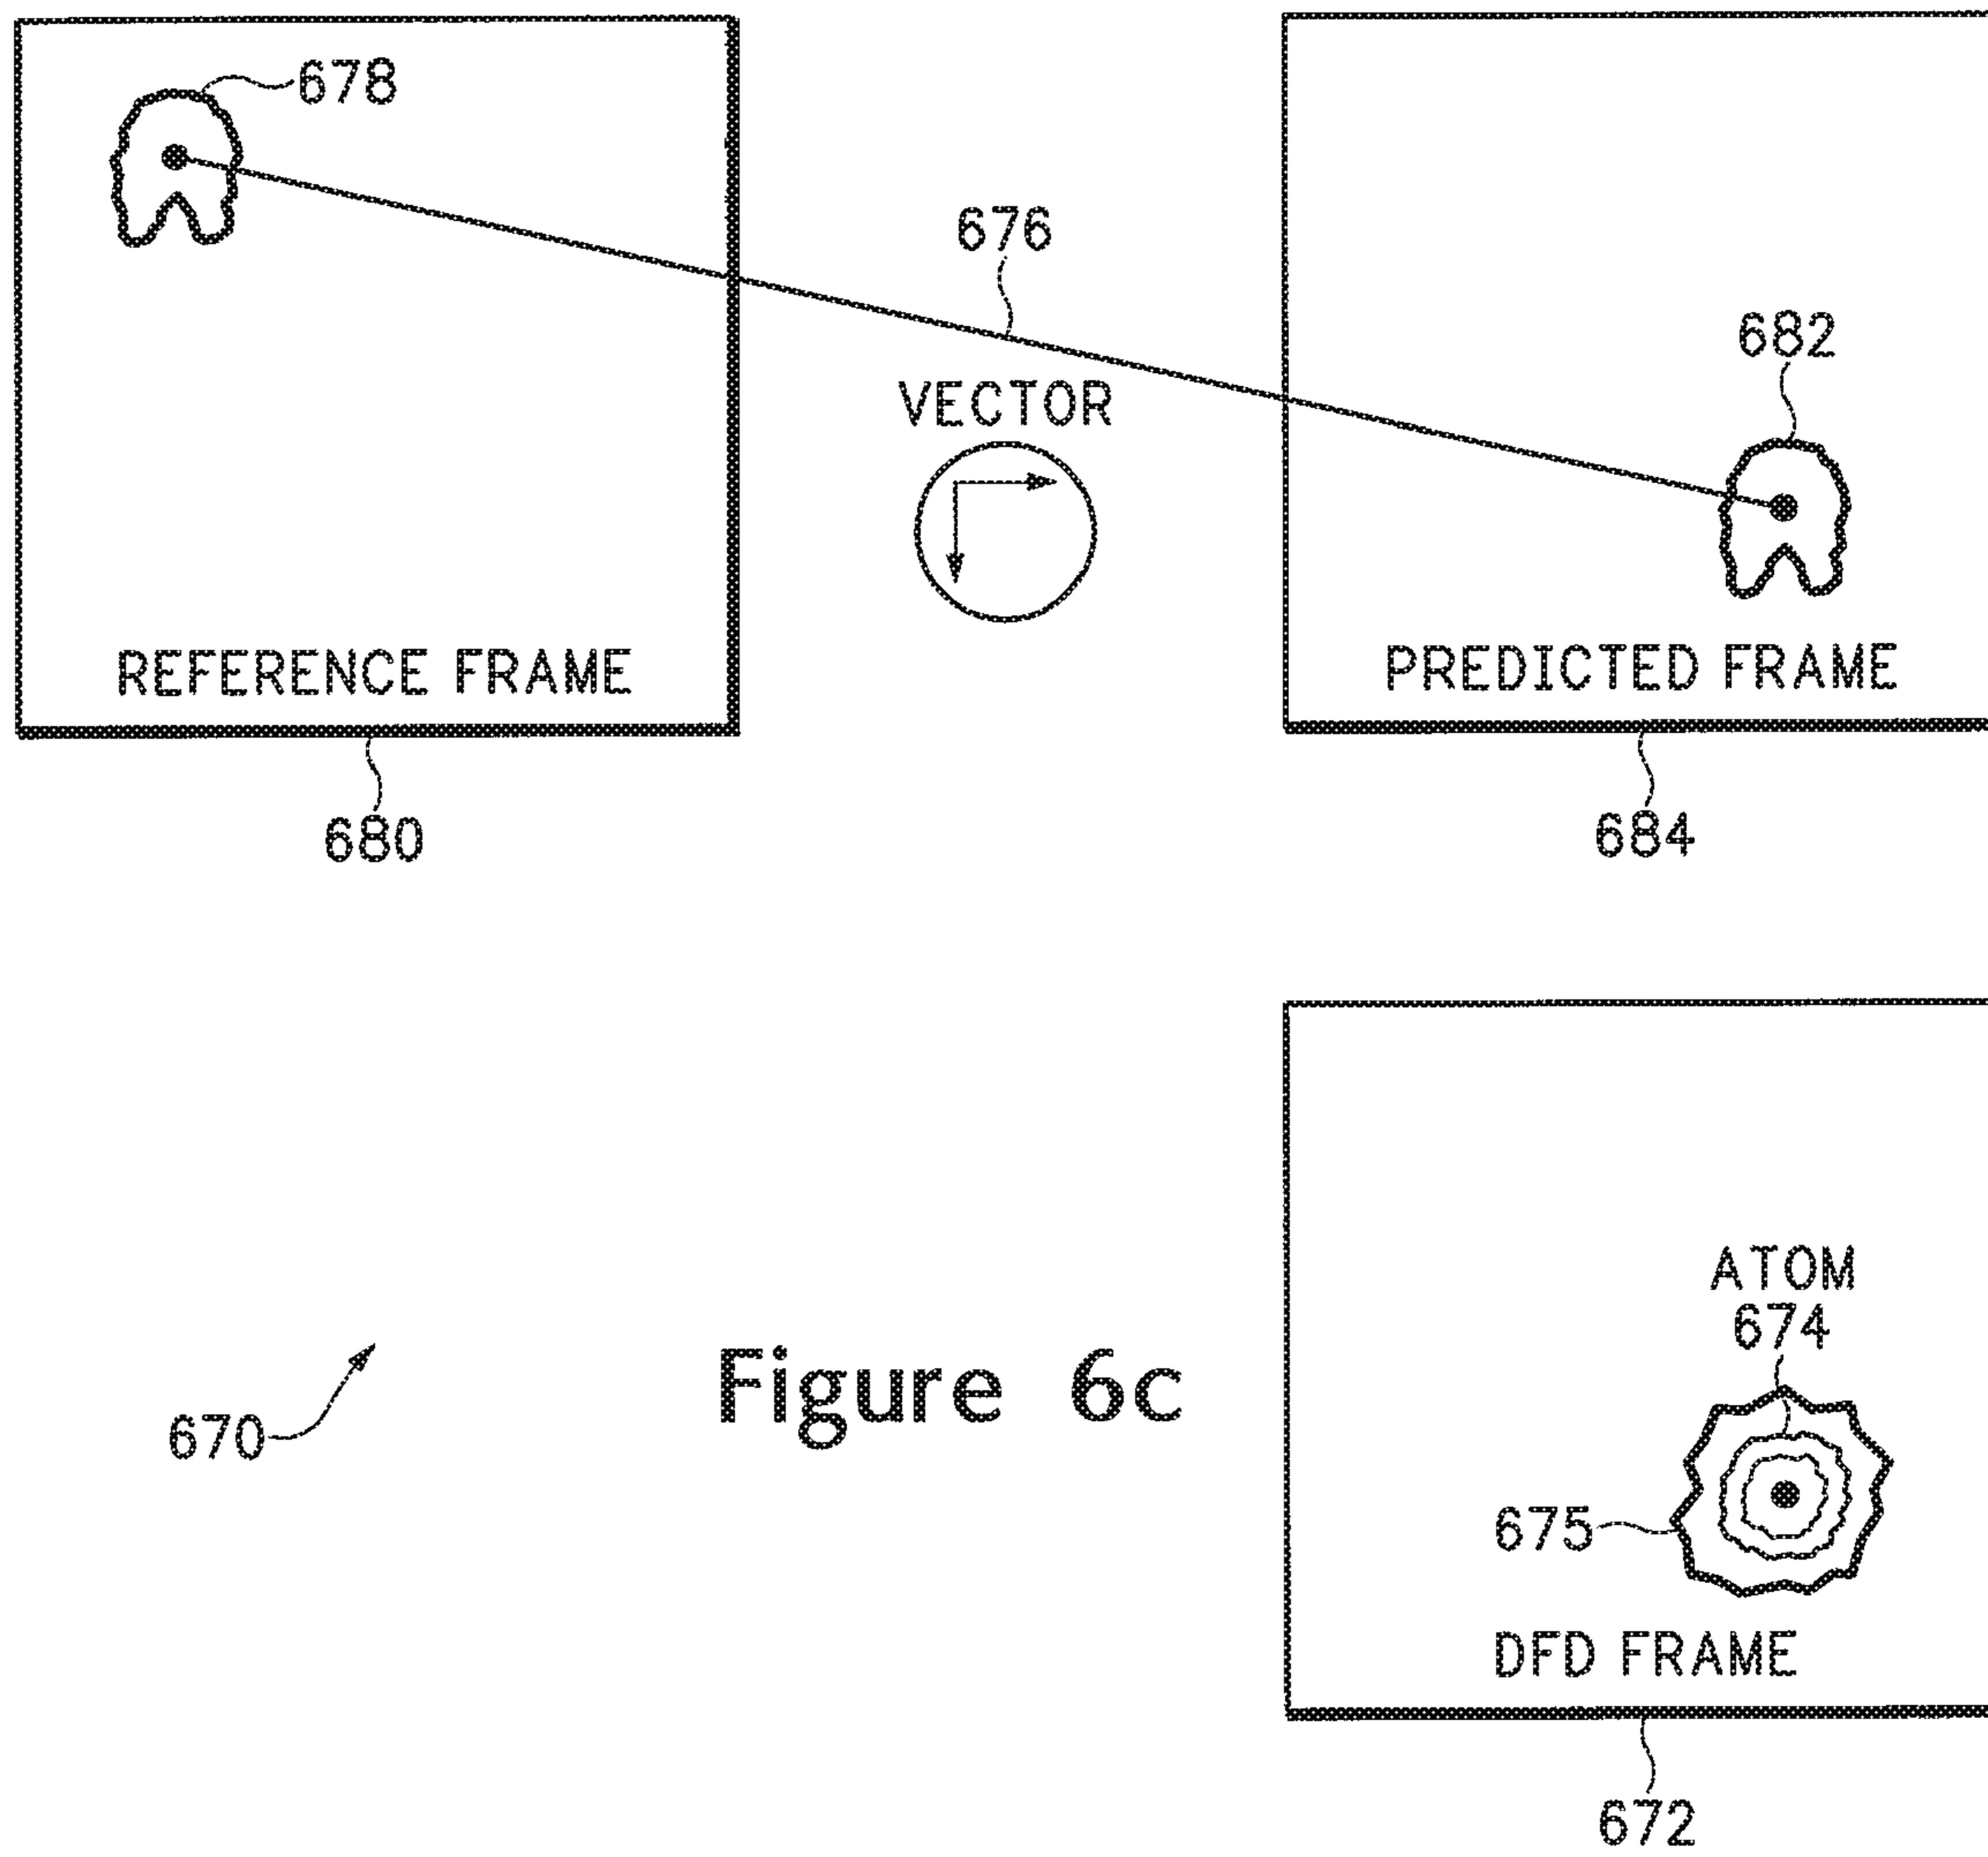 678
676
682
VECTOR
REFERENCE FRAME
PREDICTED FRAME
680
684
ATOM
674
Figure 6c
670
675
DFD FRAME
672